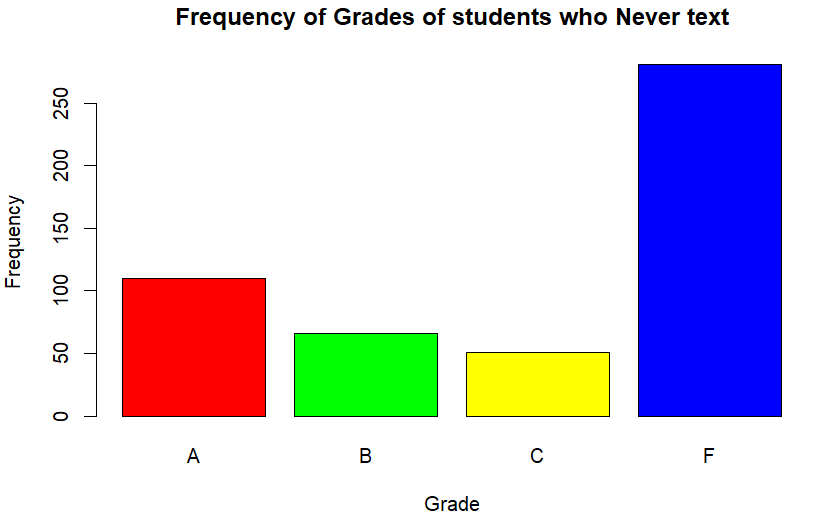 Frequency of Grades of students who Never text
Frequency
250
200
150
100
50
0
A B C F
Grade